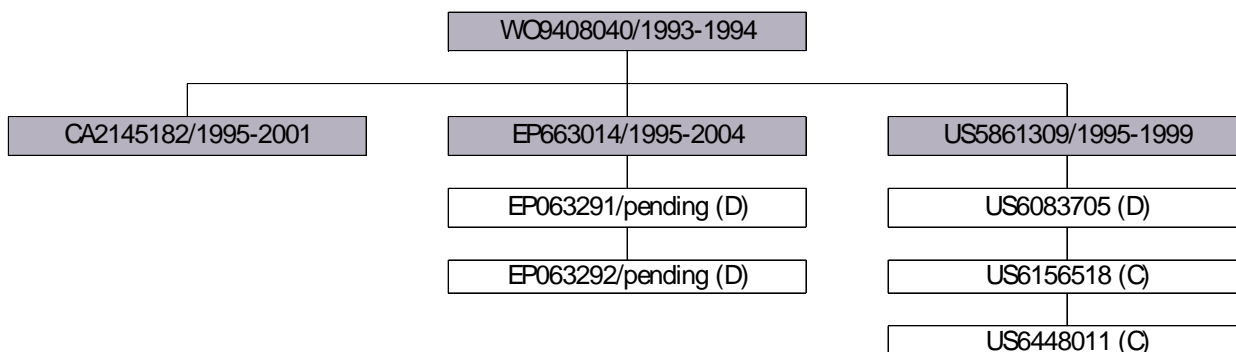 WO9408040/1993-1994
CA2145182/1995-2001
EP663014/1995-2004
US5861309/1995-1999
EP063291/pending (D)
US6083705 (D)
EP063292/pending (D)
US6156518 (C)
US6448011 (C)